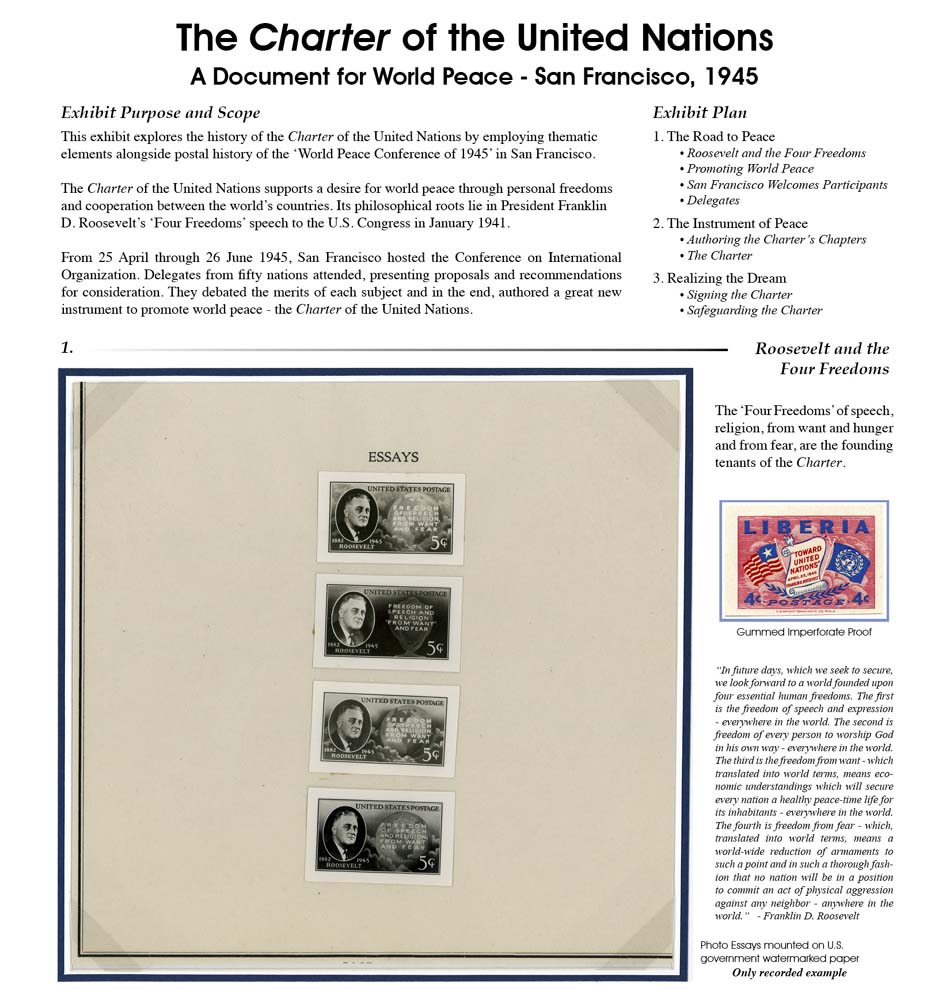 The Charter of the United Nations
A Document for World Peace - San Francisco, 1945
Exhibit Purpose and Scope
This exhibit explores the history of the Charter of the United Nations by employing thematic
elements alongside postal history of the ‘World Peace Conference of 1945’ in San Francisco.
The Charter of the United Nations supports a desire for world peace through personal freedoms
and cooperation between the world’s countries. Its philosophical roots lie in President Franklin
D. Roosevelt’s ‘Four Freedoms’ speech to the U.S. Congress in January 1941.
From 25 April through 26 June 1945, San Francisco hosted the Conference on International
Organization. Delegates from fifty nations attended, presenting proposals and recommendations
for consideration. They debated the merits of each subject and in the end, authored a great new
instrument to promote world peace - the Charter of the United Nations.
Exhibit Plan
1. The Road to Peace
• Roosevelt and the Four Freedoms
• Promoting World Peace
• San Francisco Welcomes Participants
• Delegates
2. The Instrument of Peace
• Authoring the Charter’s Chapters
• The Charter
3. Realizing the Dream
• Signing the Charter
• Safeguarding the Charter
1.
Roosevelt and the
Four Freedoms
ESSAYS
UNITED STATES POSTAGE
FREEDOM
OF SPEECH
AND RELIGION,
FROM WANT
AND FEAR
1882 1945
ROOSEVELT
5¢
UNITED STATES POSTAGE
FREEDOM OF
SPEECH AND
RELIGION
"FROM WANT"
AND FEAR
1882 1945
ROOSEVELT
5¢
UNITED STATES POSTAGE
FREEDOM
OF SPEECH
AND RELIGION,
FROM WANT
AND FEAR
1882 1945
ROOSEVELT
5¢
UNITED STATES POSTAGE
FREEDOM
OF SPEECH
AND RELIGION,
FROM WANT
AND FEAR
1882 1945
ROOSEVELT
5¢
The ‘Four Freedoms’ of speech,
religion, from want and hunger
and from fear, are the founding
tenants of the Charter.
LIBERIA
"TOWARD
UNITED
NATIONS"
APRIL 25, 1945
FRANKLIN D. ROOSEVELT
4c POSTAGE 4c
Gummed Imperforate Proof
“In future days, which we seek to secure,
we look forward to a world founded upon
four essential human freedoms. The first
is the freedom of speech and expression
- everywhere in the world. The second is
freedom of every person to worship God
in his own way - everywhere in the world.
The third is the freedom from want - which
translated into world terms, means eco-
nomic understandings which will secure
every nation a healthy peace-time life for
its inhabitants - everywhere in the world.
The fourth is freedom from fear - which,
translated into world terms, means a
world-wide reduction of armaments to
such a point and in such a thorough fash-
ion that no nation will be in a position
to commit an act of physical aggression
against any neighbor - anywhere in the
world.” - Franklin D. Roosevelt
Photo Essays mounted on U.S.
government watermarked paper
Only recorded example